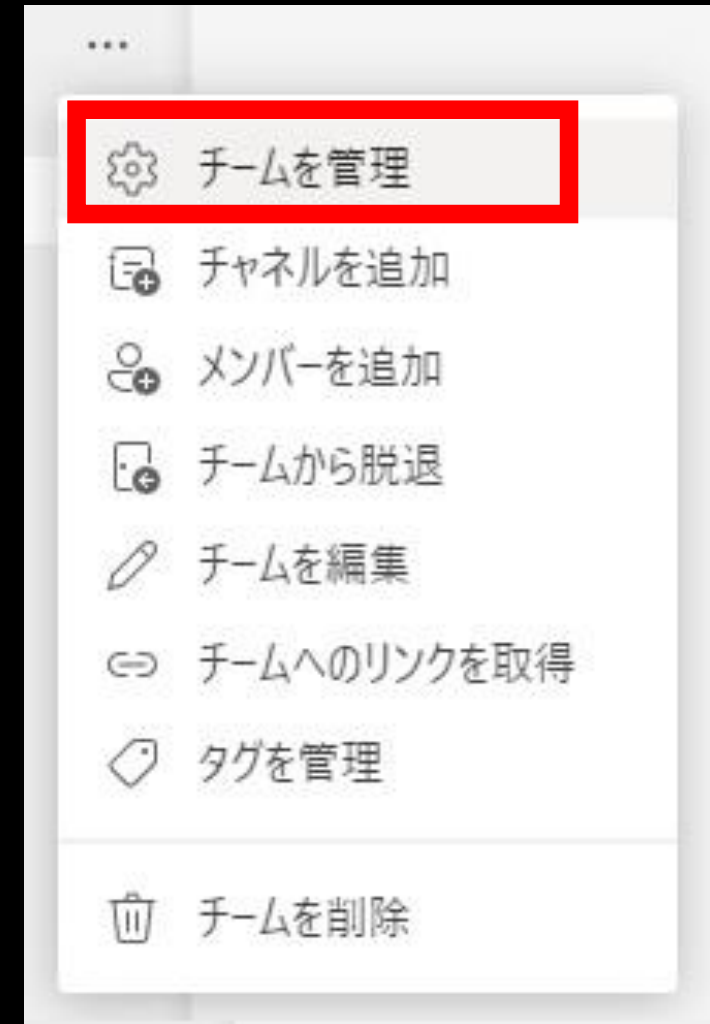 チームを管理
チャネルを追加
メンバーを追加
チームから脱退
チームを編集
チームへのリンクを取得
タグを管理
チームを削除